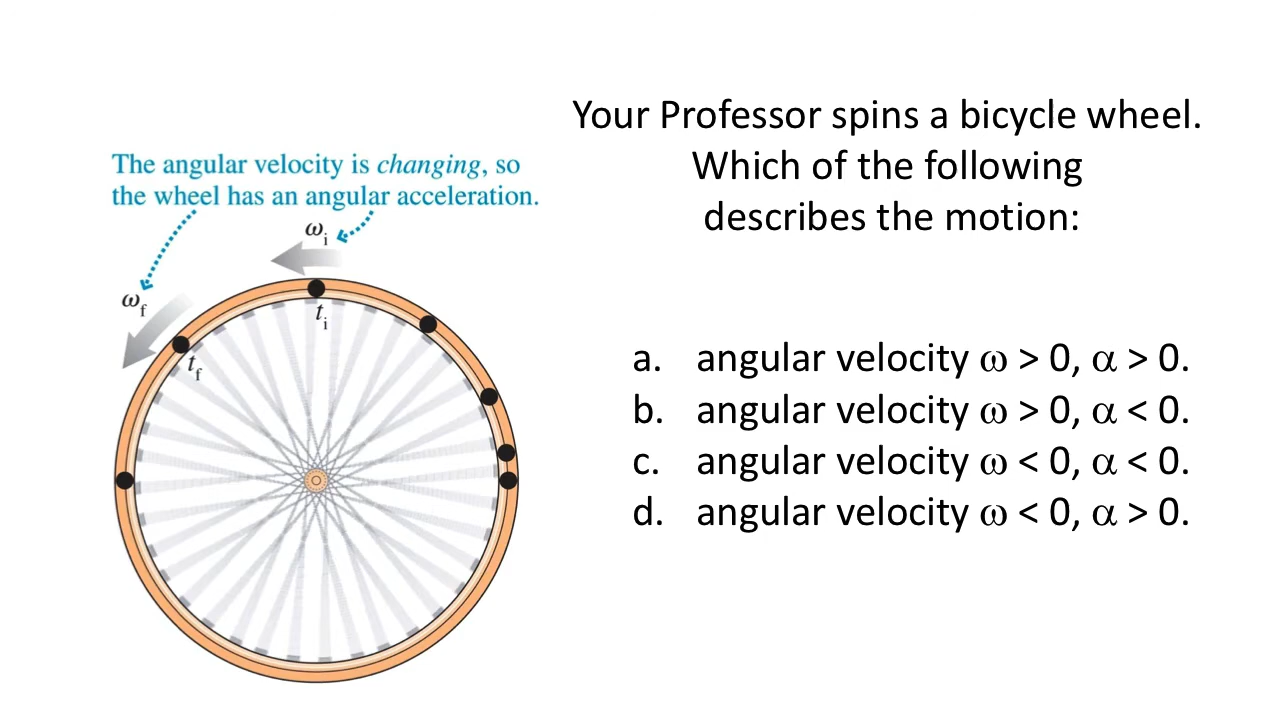 Your Professor spins a bicycle wheel.
Which of the following
describes the motion:
The angular velocity is changing, so
the wheel has an angular acceleration.
ωi
ωf
ti
tf
a. angular velocity ω > 0, α > 0.
b. angular velocity ω > 0, α < 0.
c. angular velocity ω < 0, α < 0.
d. angular velocity ω < 0, α > 0.